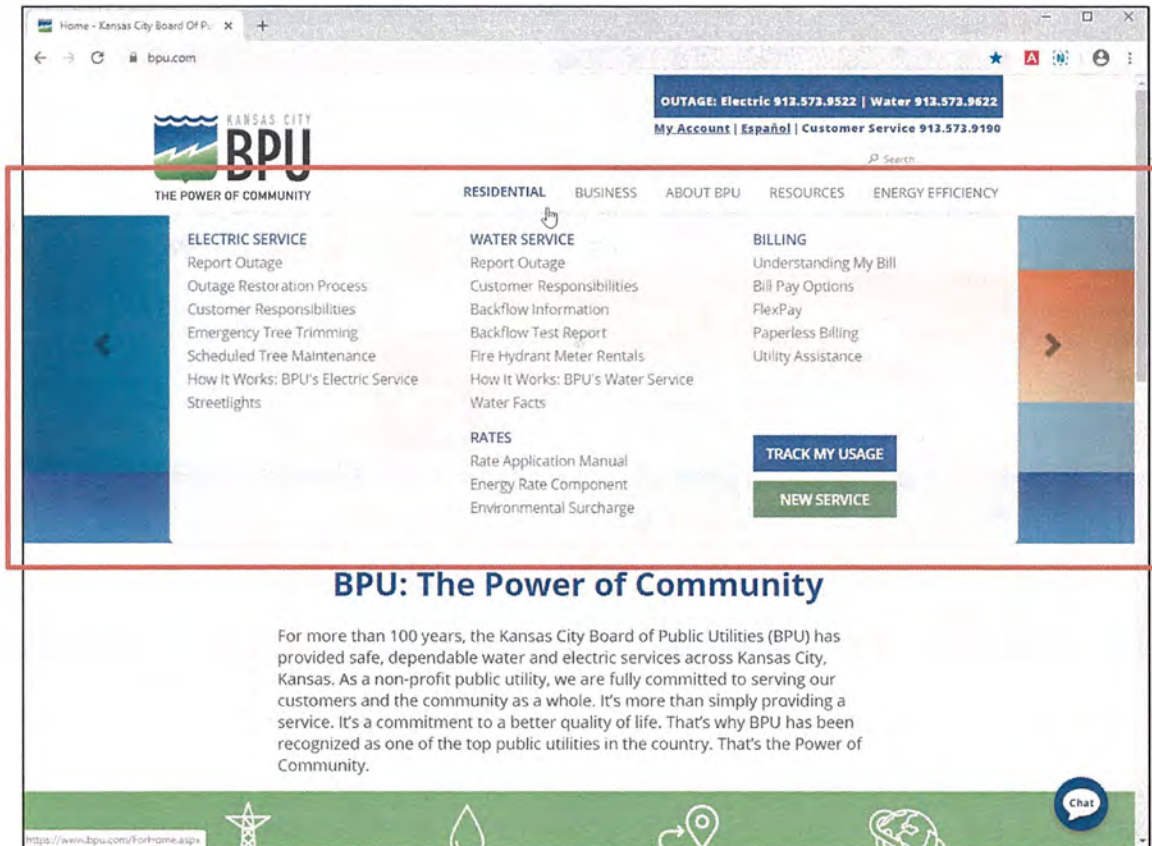 Home - Kansas City Board Of Pu
bpu.com
OUTAGE: Electric 913.573.9522 | Water 913.573.9622
My Account | Español | Customer Service 913.573.9190
Search
KANSAS CITY
BPU
THE POWER OF COMMUNITY
RESIDENTIAL BUSINESS ABOUT BPU RESOURCES ENERGY EFFICIENCY
ELECTRIC SERVICE
Report Outage
Outage Restoration Process
Customer Responsibilities
Emergency Tree Trimming
Scheduled Tree Maintenance
How It Works: BPU's Electric Service
Streetlights
WATER SERVICE
Report Outage
Customer Responsibilities
Backflow Information
Backflow Test Report
Fire Hydrant Meter Rentals
How It Works: BPU's Water Service
Water Facts
RATES
Rate Application Manual
Energy Rate Component
Environmental Surcharge
BILLING
Understanding My Bill
Bill Pay Options
FlexPay
Paperless Billing
Utility Assistance
TRACK MY USAGE
NEW SERVICE
BPU: The Power of Community
For more than 100 years, the Kansas City Board of Public Utilities (BPU) has
provided safe, dependable water and electric services across Kansas City,
Kansas. As a non-profit public utility, we are fully committed to serving our
customers and the community as a whole. It's more than simply providing a
service. It's a commitment to a better quality of life. That's why BPU has been
recognized as one of the top public utilities in the country. That's the Power of
Community.
Chat
https://www.bpu.com/ForHome.aspx